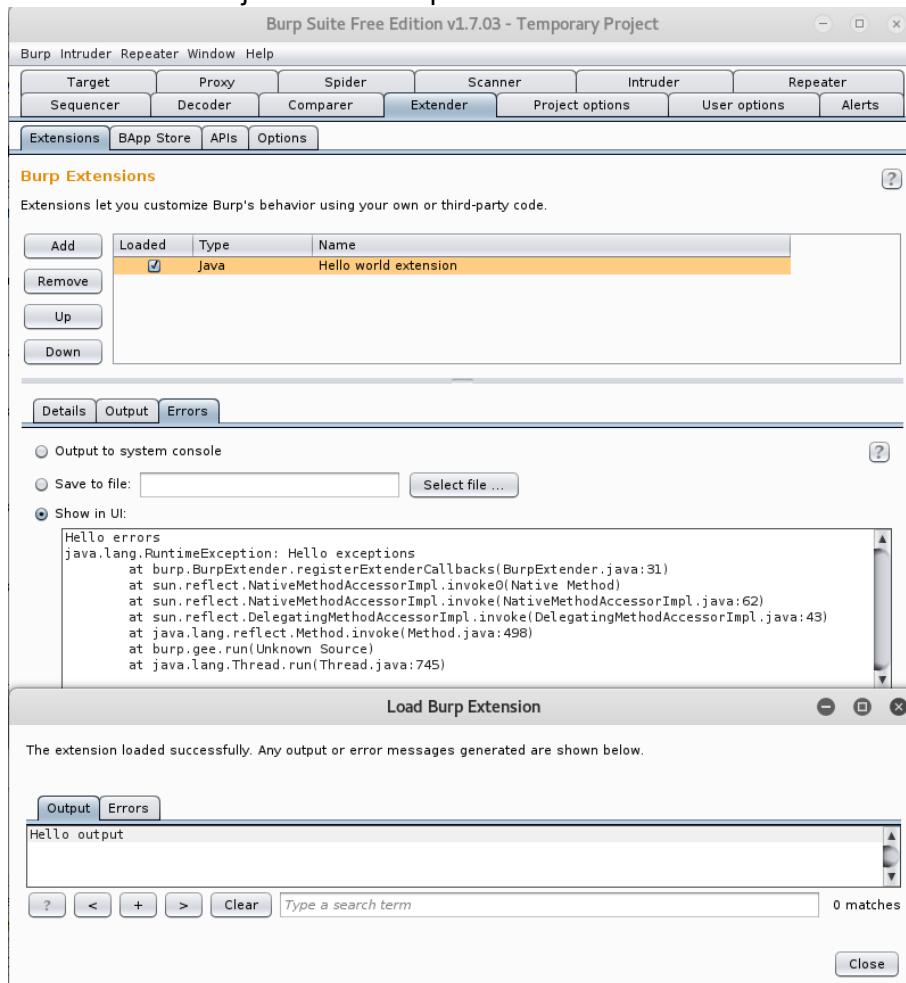 Burp Suite Free Edition v1.7.03 - Temporary Project
Burp Intruder Repeater Window Help
Target Proxy Spider Scanner Intruder Repeater
Sequencer Decoder Comparer Extender Project options User options Alerts
Extensions BApp Store APIs Options
Burp Extensions
?
Extensions let you customize Burp's behavior using your own or third-party code.
Add Loaded Type Name
Java Hello world extension
Remove
Up
Down
Details Output Errors
Output to system console
?
Save to file: Select file ...
Show in UI:
Hello errors
java.lang.RuntimeException: Hello exceptions
at burp.BurpExtender.registerExtenderCallbacks(BurpExtender.java:31)
at sun.reflect.NativeMethodAccessorImpl.invoke0(Native Method)
at sun.reflect.NativeMethodAccessorImpl.invoke(NativeMethodAccessorImpl.java:62)
at sun.reflect.DelegatingMethodAccessorImpl.invoke(DelegatingMethodAccessorImpl.java:43)
at java.lang.reflect.Method.invoke(Method.java:498)
at burp.gee.run(Unknown Source)
at java.lang.Thread.run(Thread.java:745)
Load Burp Extension
The extension loaded successfully. Any output or error messages generated are shown below.
Output Errors
Hello output
? < + > Clear Type a search term 0 matches
Close